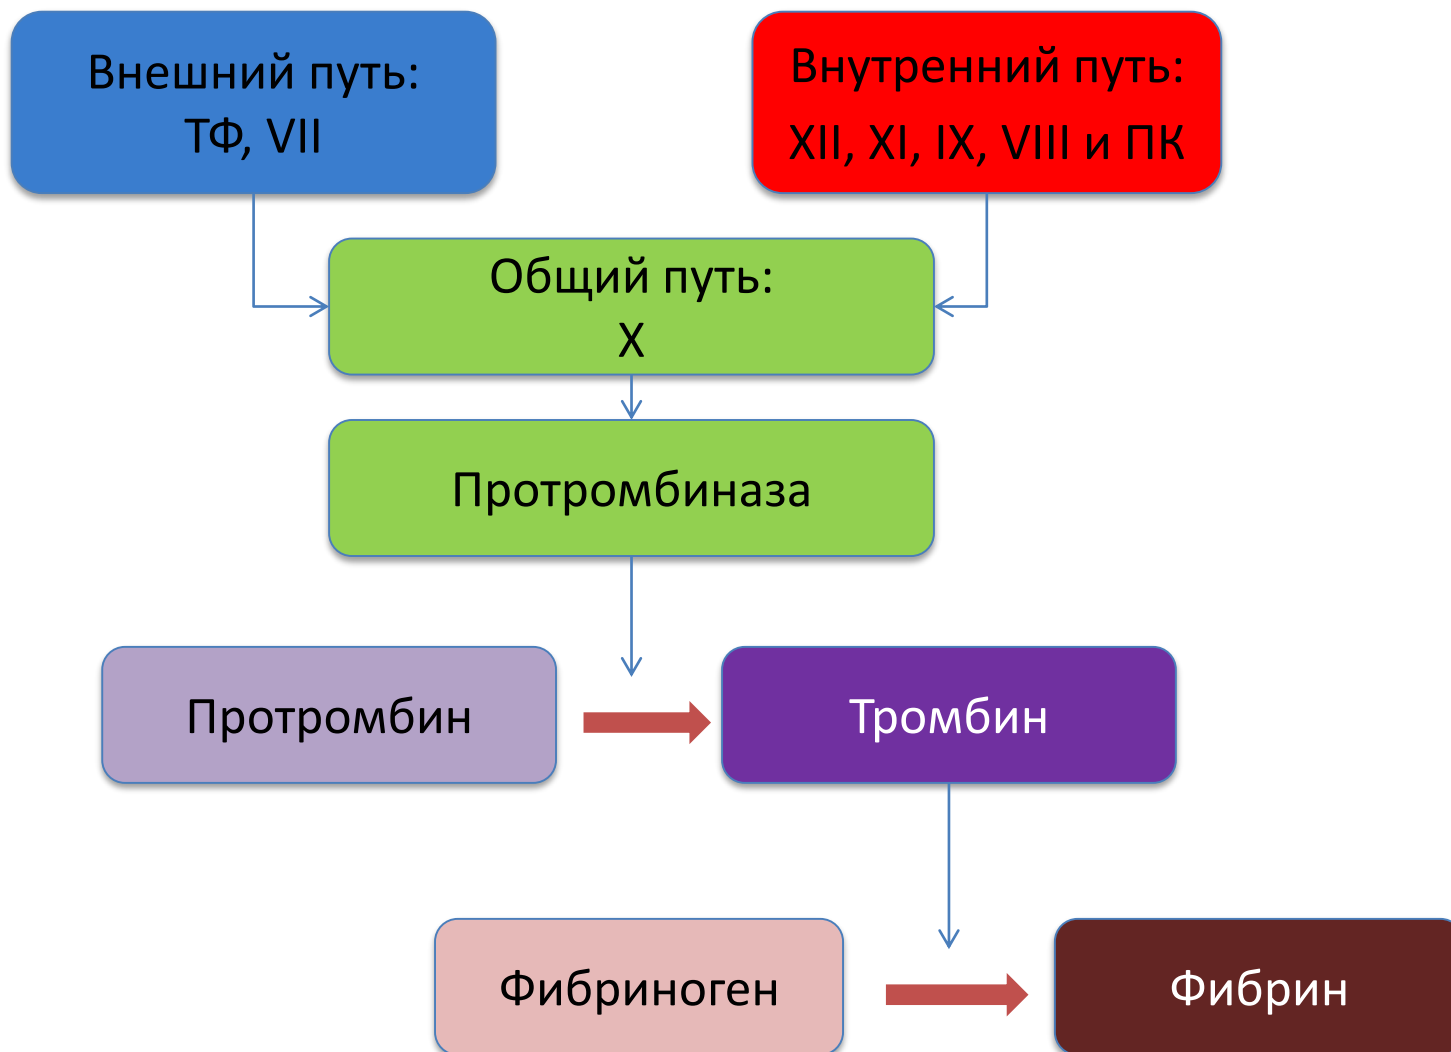 Внешний путь:
ТФ, VII
Внутренний путь:
XII, XI, IX, VIII и ПК
Общий путь:
X
Протромбиназа
Протромбин
Тромбин
Фибриноген
Фибрин